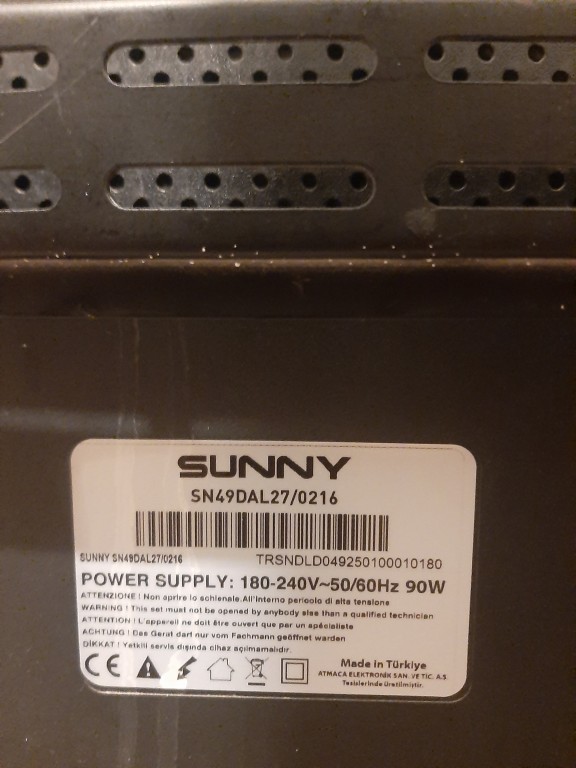 SUNNY
SN49DAL27/0216
SUNNY SN49DAL27/0216 TRSNDLD049250100010180
POWER SUPPLY: 180-240V~50/60Hz 90W
ATTENZIONE ! Non aprire lo schienale.All'interno pericolo di alta tensione
WARNING ! This set must not be opened by anybody else than a qualified technician
ATTENTION ! L'appereil ne doit être ouvert que par un spécialiste
ACHTUNG ! Das Gerat darf nur vom Fachmann geöffnet warden
DİKKAT ! Yetkili servis dışında cihaz açılmamalıdır.
CE
Made in Türkiye
ATMACA ELEKTRONİK SAN. VE TİC. A.S.
Tesislerinde üretilmiştir.